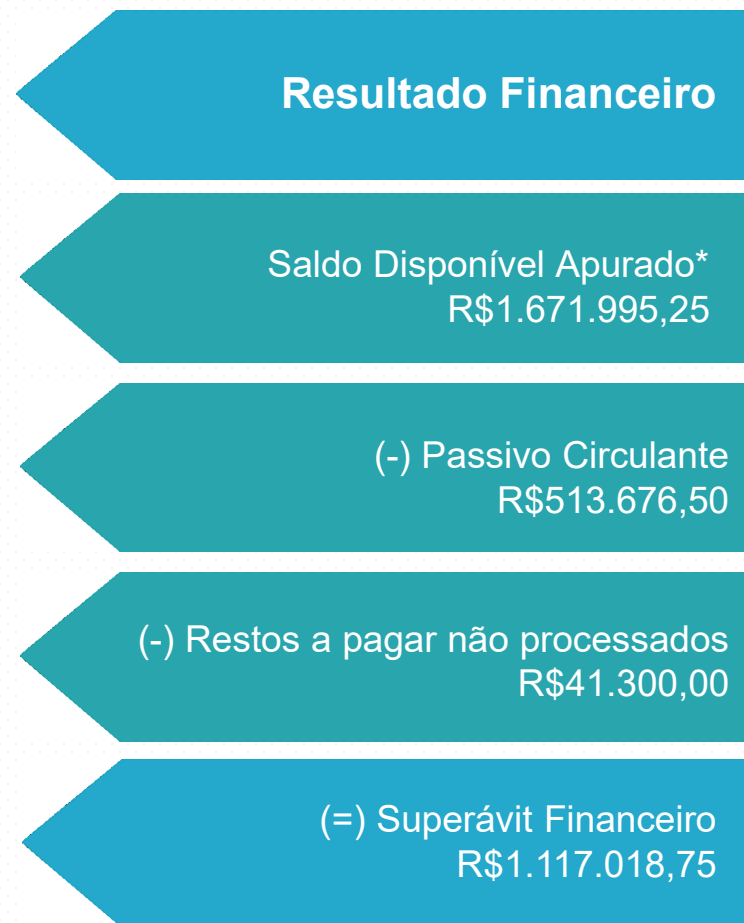 Resultado Financeiro
Saldo Disponível Apurado*
R$1.671.995,25
(-) Passivo Circulante
R$513.676,50
(-) Restos a pagar não processados
R$41.300,00
(=) Superávit Financeiro
R$1.117.018,75